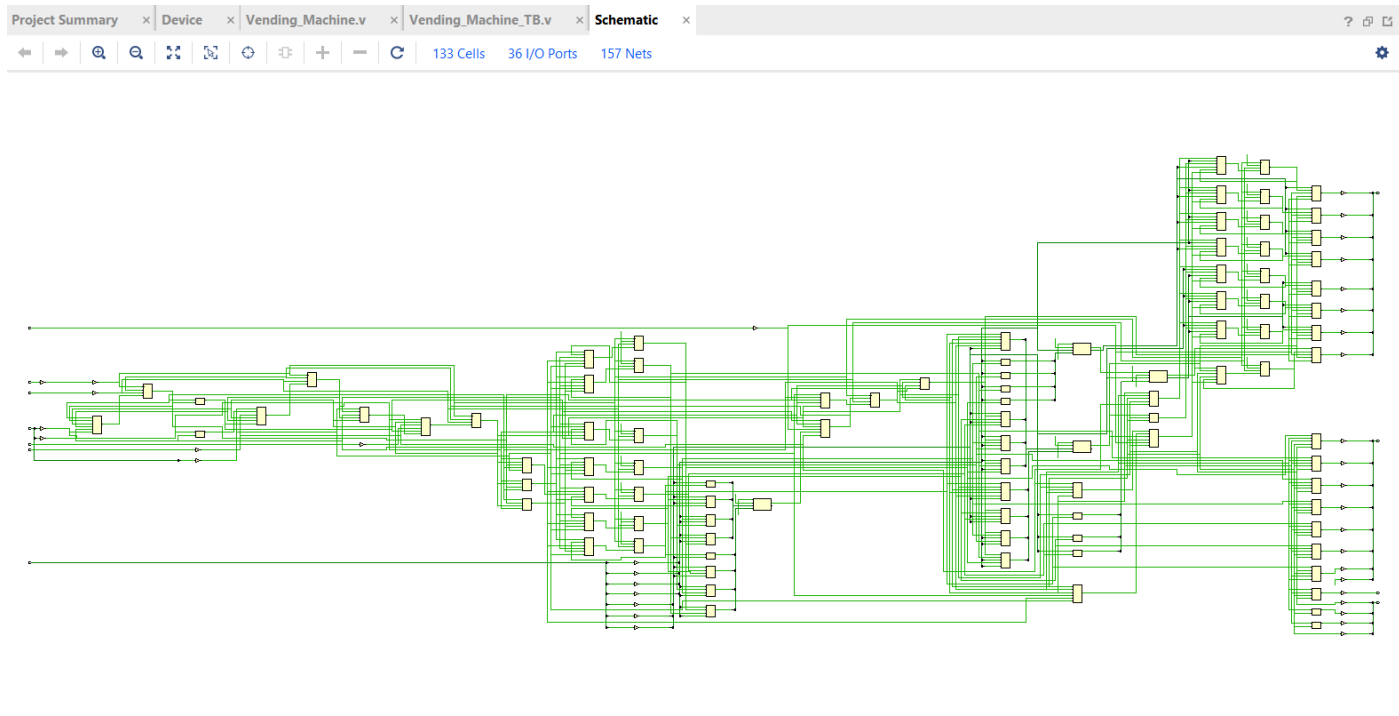 Project Summary × Device × Vending_Machine.v × Vending_Machine_TB.v × Schematic × ?
133 Cells 36 I/O Ports 157 Nets